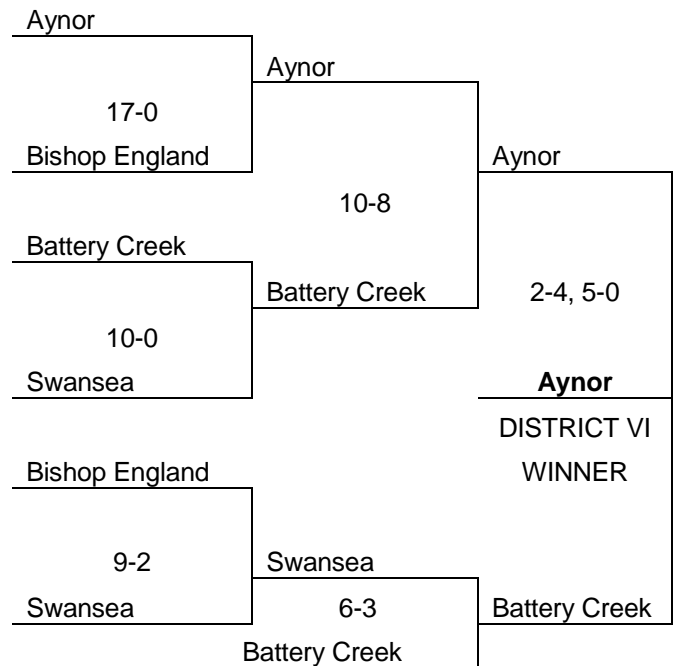 Aynor
Aynor
17-0
Bishop England
Aynor
10-8
Battery Creek
Battery Creek
2-4, 5-0
10-0
Swansea
Aynor
DISTRICT VI
WINNER
Bishop England
9-2
Swansea
Swansea
6-3
Battery Creek
Battery Creek